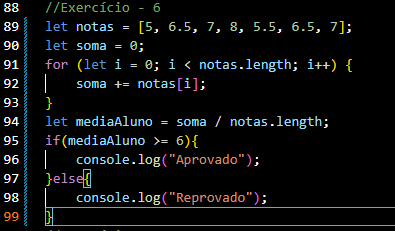 88 //Exercício - 6
89 let notas = [5, 6.5, 7, 8, 5.5, 6.5, 7];
90 let soma = 0;
91 for (let i = 0; i < notas.length; i++) {
92     soma += notas[i];
93 }
94 let mediaAluno = soma / notas.length;
95 if(mediaAluno >= 6){
96     console.log("Aprovado");
97 }else{
98     console.log("Reprovado");
99 }